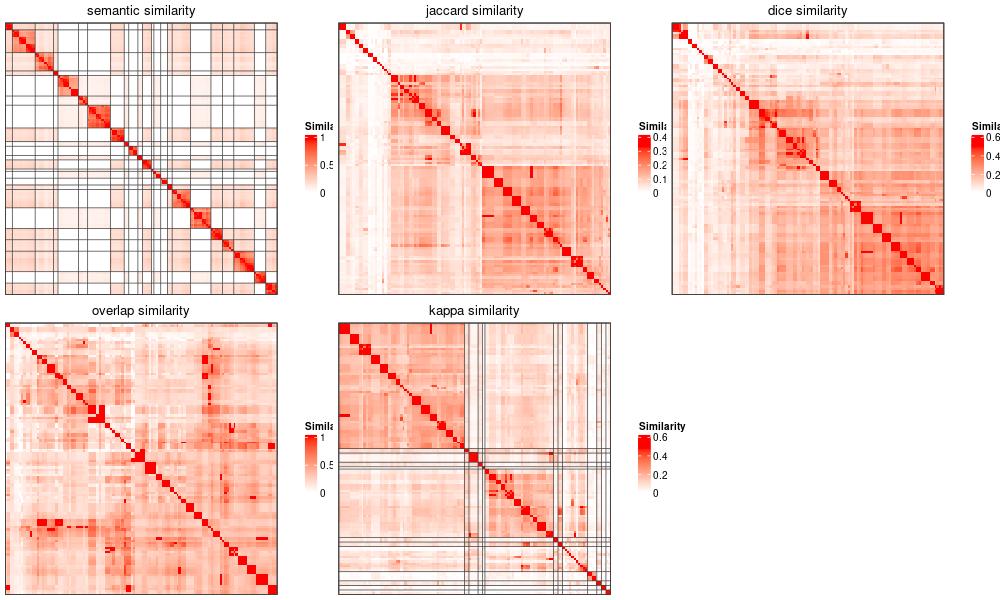 semantic similarity
jaccard similarity
dice similarity
Simila
1
0.5
0
Simila
0.4
0.3
0.2
0.1
0
Simila
0.6
0.4
0.2
0
overlap similarity
kappa similarity
Simila
1
0.5
0
Similarity
0.6
0.4
0.2
0